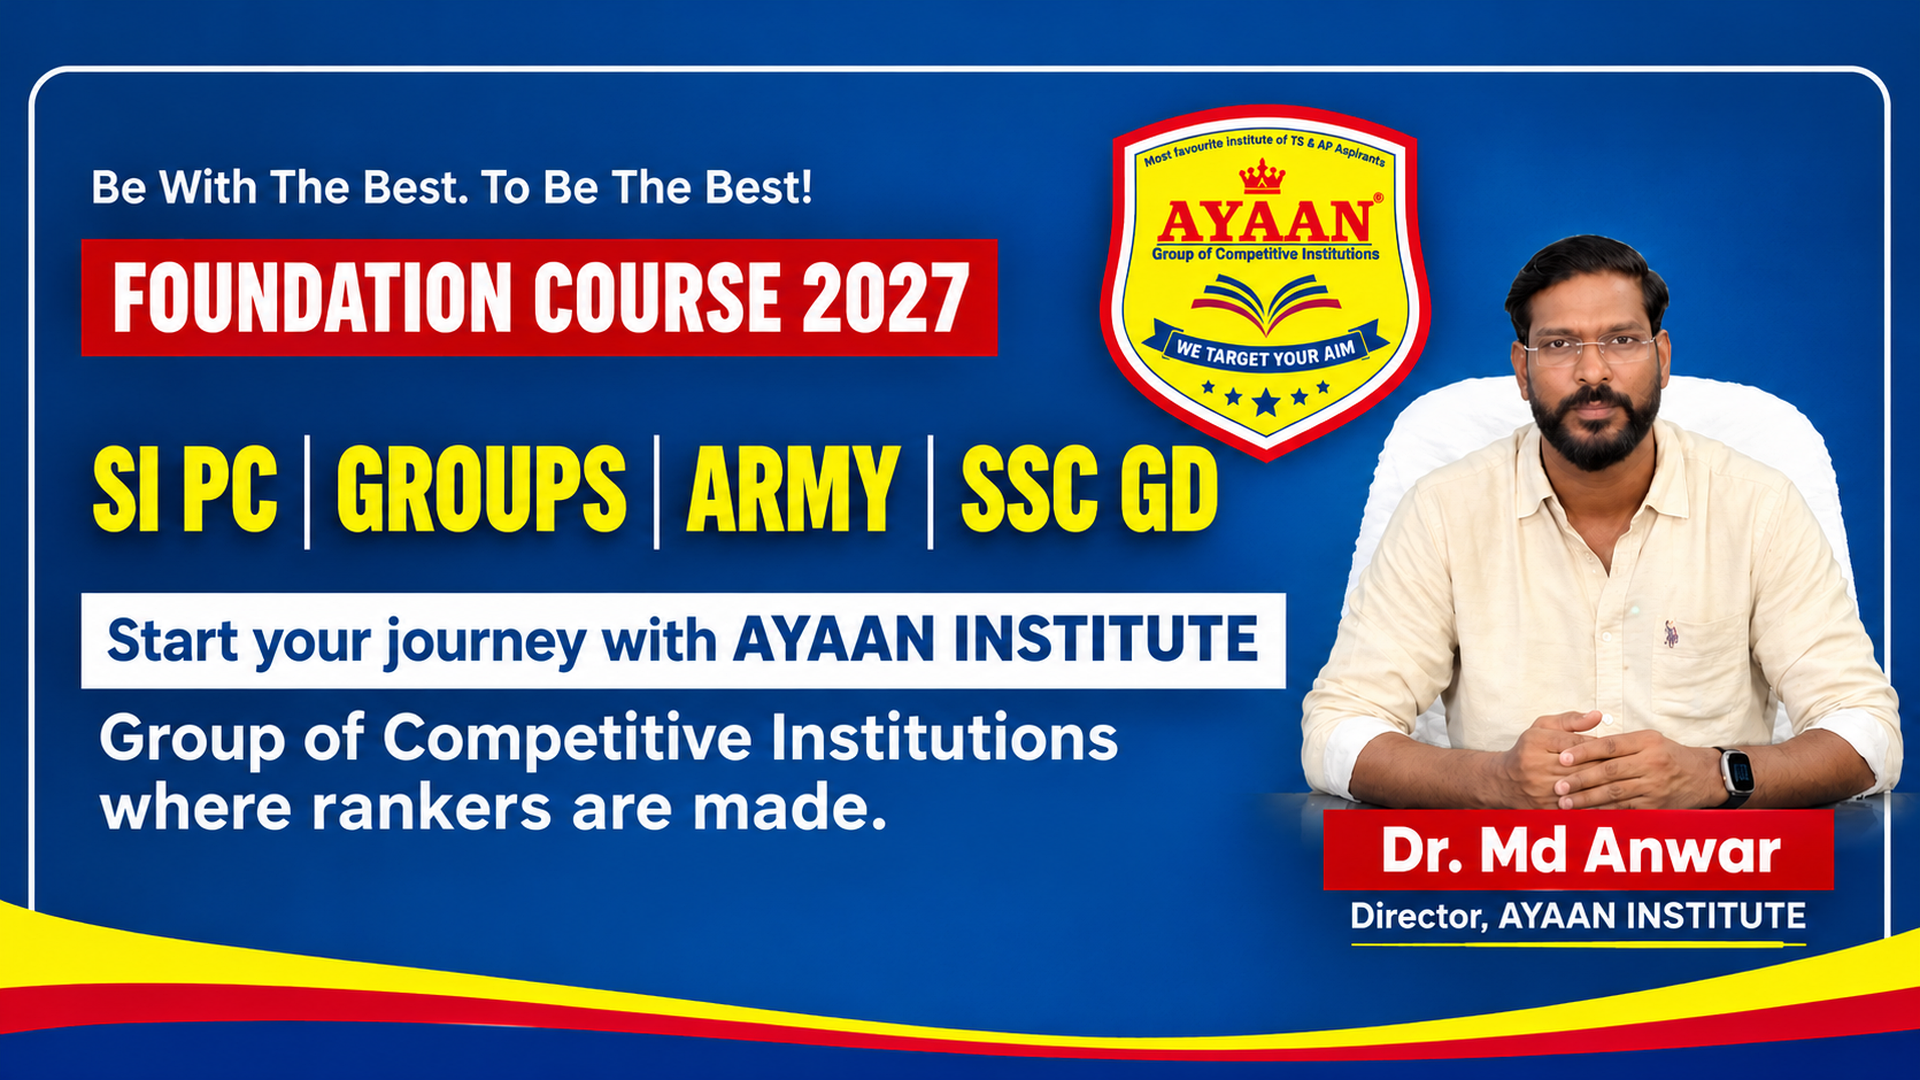 Be With The Best. To Be The Best!
FOUNDATION COURSE 2027
SI PC | GROUPS | ARMY | SSC GD
Start your journey with AYAAN INSTITUTE
Group of Competitive Institutions
where rankers are made.
Most favourite institute of TS & AP Aspirants
AYAAN
Group of Competitive Institutions
WE TARGET YOUR AIM
Dr. Md Anwar
Director, AYAAN INSTITUTE